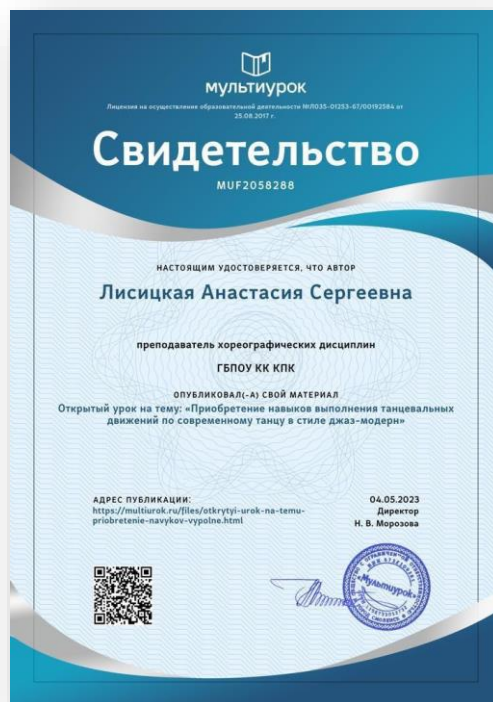 мультиурок
Лицензия на осуществление образовательной деятельности №Л035-01253-67/00192584 от
25.08.2017 г.
Свидетельство
MUF2058288
НАСТОЯЩИМ УДОСТОВЕРЯЕТСЯ, ЧТО АВТОР
Лисицкая Анастасия Сергеевна
преподаватель хореографических дисциплин
ГБПОУ КК КПК
ОПУБЛИКОВАЛ(-А) СВОЙ МАТЕРИАЛ
Открытый урок на тему: «Приобретение навыков выполнения танцевальных
движений по современному танцу в стиле джаз-модерн»
АДРЕС ПУБЛИКАЦИИ:
https://multiurok.ru/files/otkrytyi-urok-na-temu-
priobretenie-navykov-vypolne.html
04.05.2023
Директор
Н. В. Морозова
«Мультиурок»